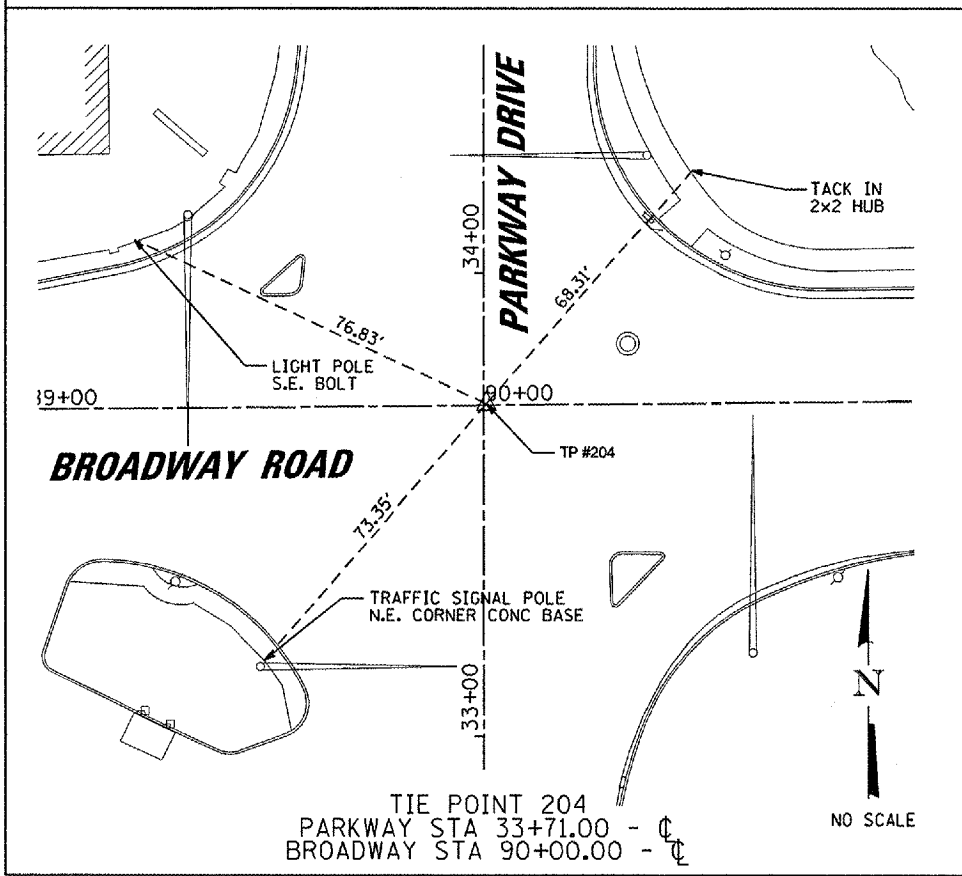 PARKWAY DRIVE
34+00
TACK IN
2x2 HUB
68.31'
76.83'
LIGHT POLE
S.E. BOLT
90+00
39+00
TP #204
BROADWAY ROAD
73.35'
TRAFFIC SIGNAL POLE
N.E. CORNER CONC BASE
33+00
N
TIE POINT 204
PARKWAY STA 33+71.00 - ℄
BROADWAY STA 90+00.00 - ℄
NO SCALE